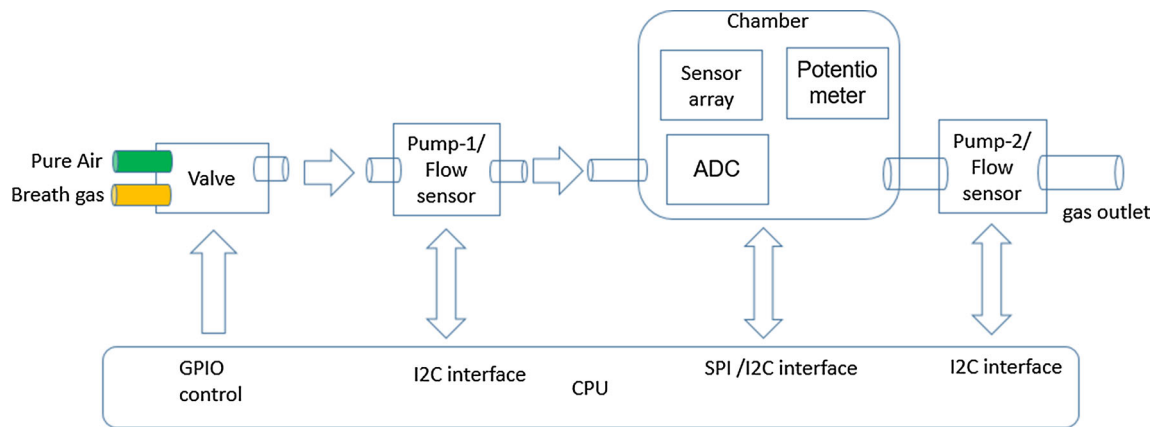 Chamber
Pure Air
Breath gas
Valve
Pump-1/
Flow
sensor
Sensor
array
Potentio
meter
ADC
Pump-2/
Flow
sensor
gas outlet
GPIO
control
I2C interface
CPU
SPI /I2C interface
I2C interface